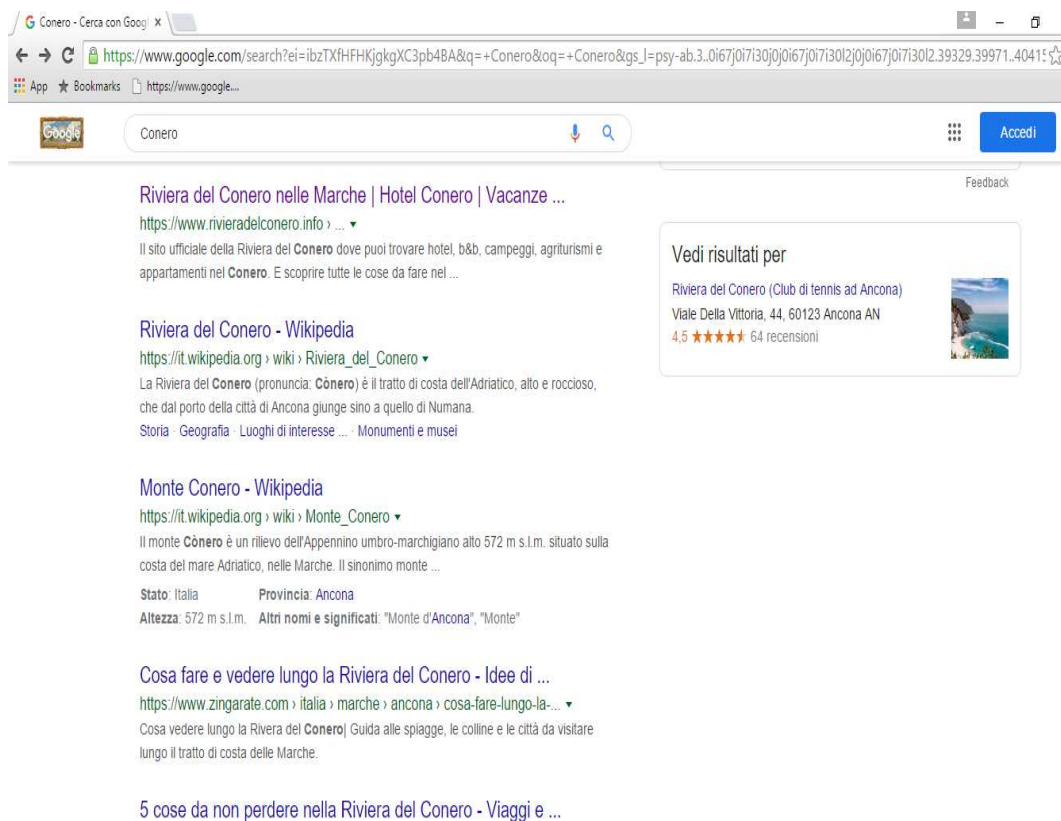 G Conero - Cerca con Goog
https://www.google.com/search?ei=ibzTXfHFHKjgkgXC3pb4BA&q=+Conero&oq=+Conero&gs_l=psy-ab.3..0i67j0i7i30j0j0i67j0i7i30l2j0j0i67j0i7i30l2.39329.39971..40415
App Bookmarks https://www.google....
Google Conero Accedi
Feedback
Riviera del Conero nelle Marche | Hotel Conero | Vacanze ...
https://www.rivieradelconero.info › ...
Il sito ufficiale della Riviera del Conero dove puoi trovare hotel, b&b, campeggi, agriturismi e
appartamenti nel Conero. E scoprire tutte le cose da fare nel ...
Riviera del Conero - Wikipedia
https://it.wikipedia.org › wiki › Riviera_del_Conero
La Riviera del Conero (pronuncia: Cònero) è il tratto di costa dell'Adriatico, alto e roccioso,
che dal porto della città di Ancona giunge sino a quello di Numana.
Storia · Geografia · Luoghi di interesse ... · Monumenti e musei
Monte Conero - Wikipedia
https://it.wikipedia.org › wiki › Monte_Conero
Il monte Cònero è un rilievo dell'Appennino umbro-marchigiano alto 572 m s.l.m. situato sulla
costa del mare Adriatico, nelle Marche. Il sinonimo monte ...
Stato: Italia Provincia: Ancona
Altezza: 572 m s.l.m. Altri nomi e significati: "Monte d'Ancona", "Monte"
Cosa fare e vedere lungo la Riviera del Conero - Idee di ...
https://www.zingarate.com › italia › marche › ancona › cosa-fare-lungo-la-...
Cosa vedere lungo la Rivera del Conero| Guida alle spiagge, le colline e le città da visitare
lungo il tratto di costa delle Marche.
5 cose da non perdere nella Riviera del Conero - Viaggi e ...
Vedi risultati per
Riviera del Conero (Club di tennis ad Ancona)
Viale Della Vittoria, 44, 60123 Ancona AN
4,5 ★★★★★ 64 recensioni